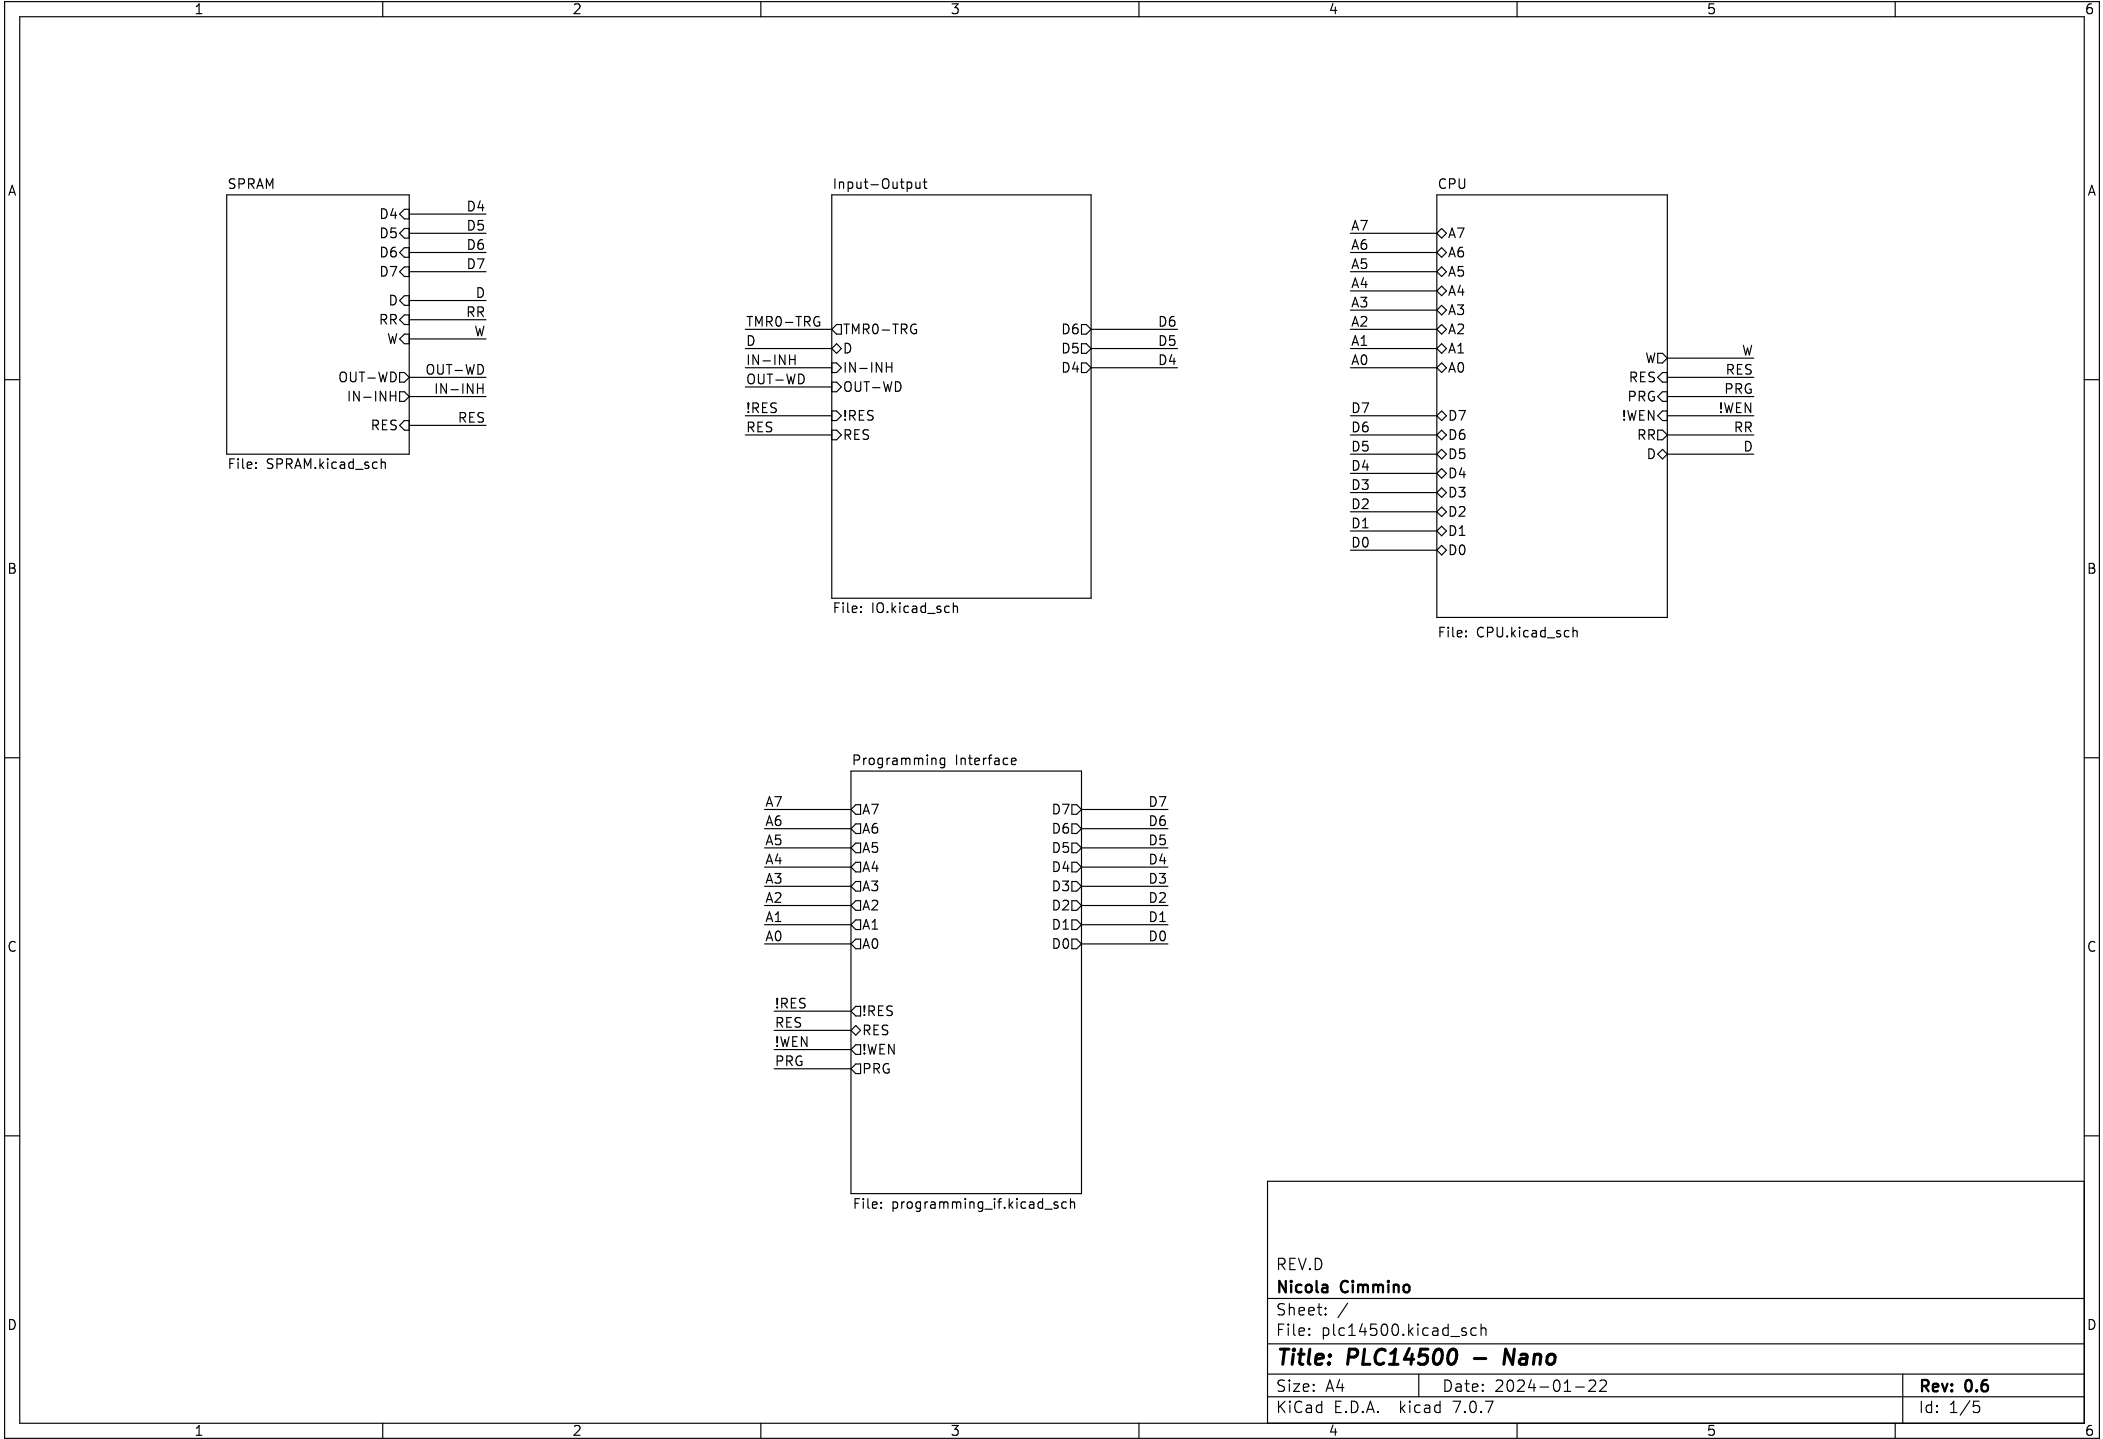 1 2 3 4 5 6
A A
B B
C C
D D
SPRAM
D4 D4
D5 D5
D6 D6
D7 D7
D D
RR RR
W W
OUT-WD OUT-WD
IN-INH IN-INH
RES RES
File: SPRAM.kicad_sch
Input-Output
TMR0-TRG TMR0-TRG D6 D6
D D D5 D5
IN-INH IN-INH D4 D4
OUT-WD OUT-WD
!RES !RES
RES RES
File: IO.kicad_sch
CPU
A7 A7
A6 A6
A5 A5
A4 A4
A3 A3
A2 A2
A1 A1
A0 A0
D7 D7
D6 D6
D5 D5
D4 D4
D3 D3
D2 D2
D1 D1
D0 D0
W W
RES RES
PRG PRG
!WEN !WEN
RR RR
D D
File: CPU.kicad_sch
Programming Interface
A7 A7 D7 D7
A6 A6 D6 D6
A5 A5 D5 D5
A4 A4 D4 D4
A3 A3 D3 D3
A2 A2 D2 D2
A1 A1 D1 D1
A0 A0 D0 D0
!RES !RES
RES RES
!WEN !WEN
PRG PRG
File: programming_if.kicad_sch
REV.D
Nicola Cimmino
Sheet: /
File: plc14500.kicad_sch
Title: PLC14500 - Nano
Size: A4 Date: 2024-01-22 Rev: 0.6
KiCad E.D.A. kicad 7.0.7 Id: 1/5
1 2 3 4 5 6